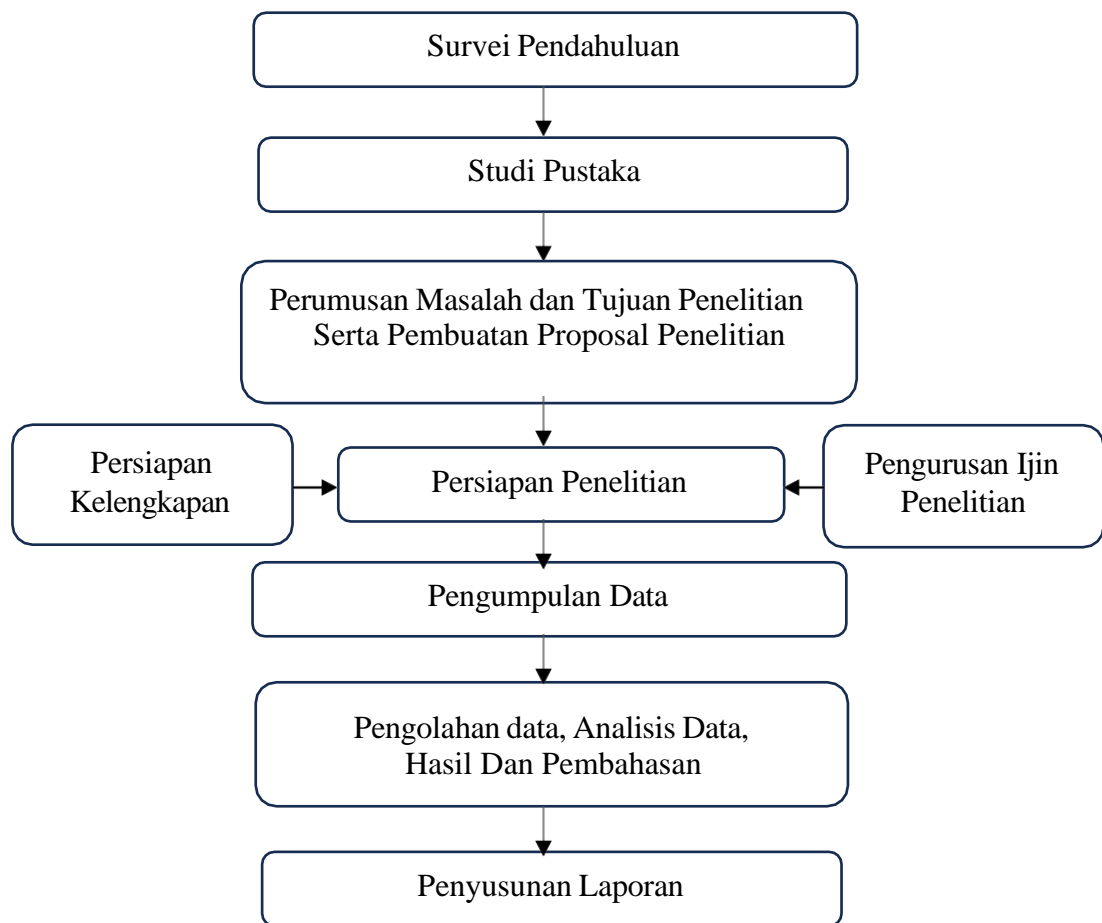 Survei Pendahuluan
Studi Pustaka
Perumusan Masalah dan Tujuan Penelitian
Serta Pembuatan Proposal Penelitian
Persiapan
Kelengkapan
Persiapan Penelitian
Pengurusan Ijin
Penelitian
Pengumpulan Data
Pengolahan data, Analisis Data,
Hasil Dan Pembahasan
Penyusunan Laporan